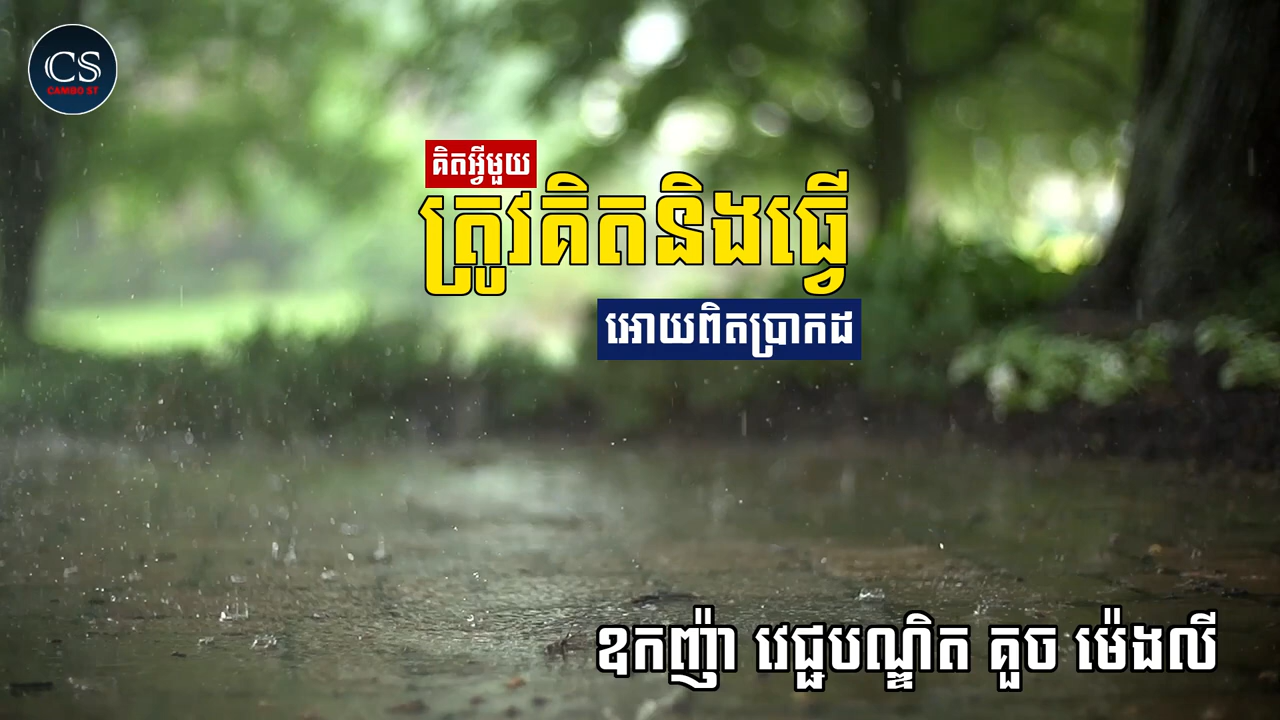 CS
CAMBO ST
គិតអ្វីមួយ
ត្រូវគិតនិងធ្វើ
អោយពិតប្រាកដ
ឧកញ៉ា វេជ្ជបណ្ឌិត គួច ម៉េងលី